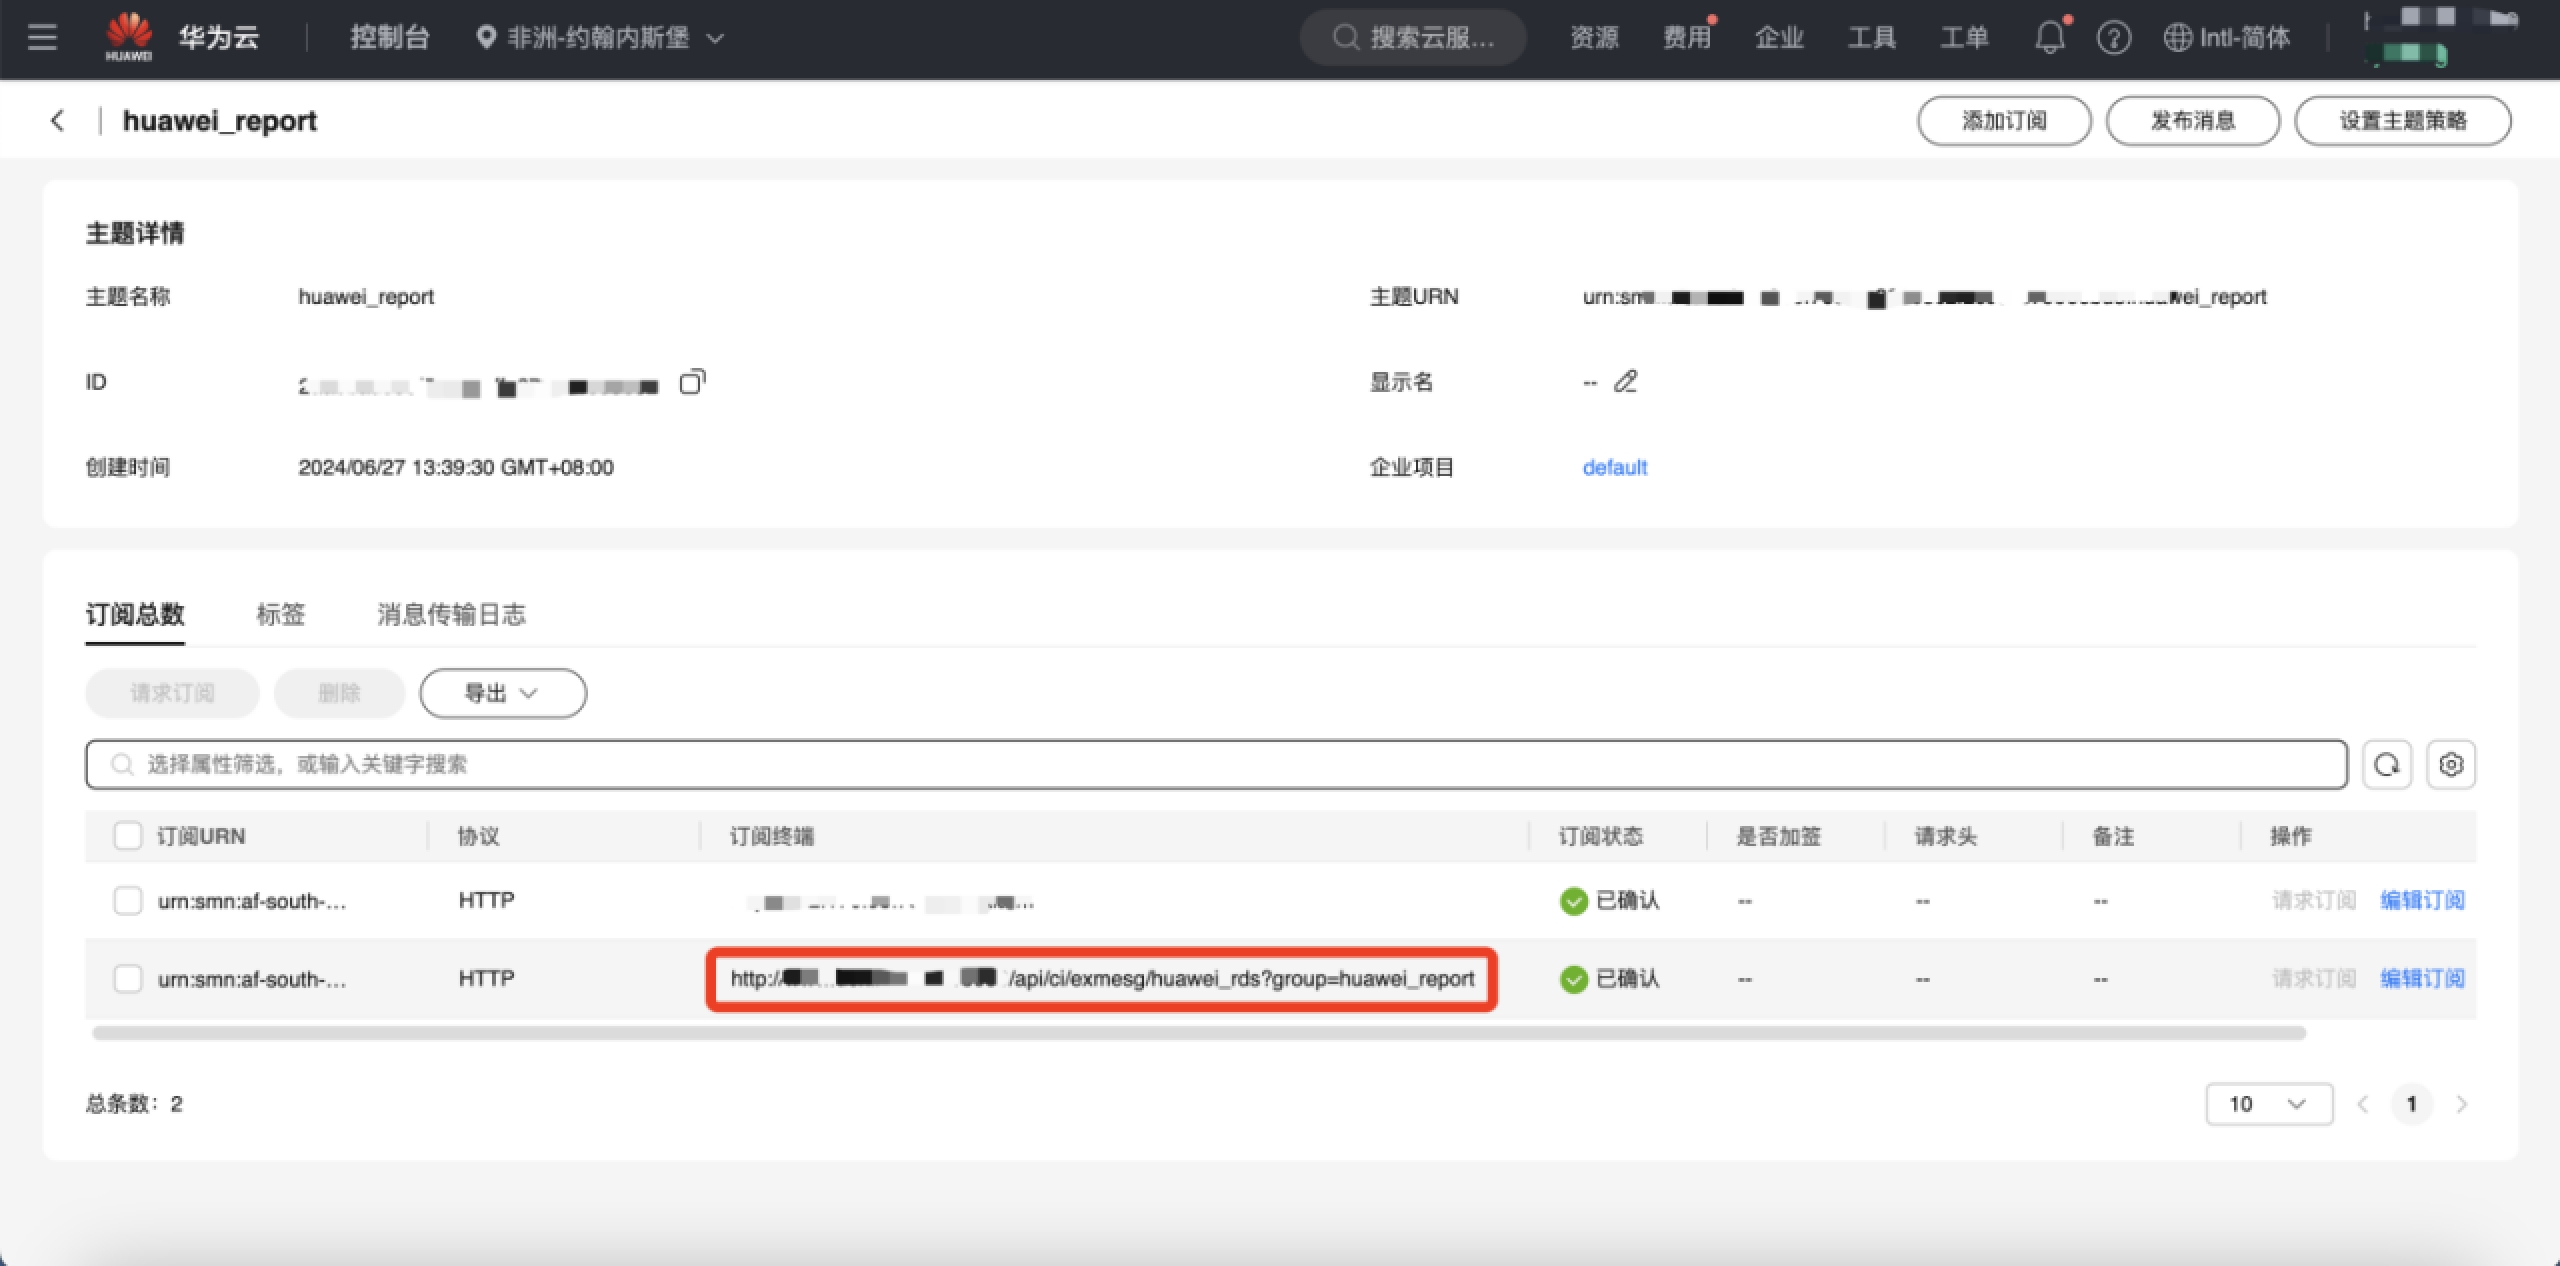 HUAWEI 华为云 控制台 非洲-约翰内斯堡 搜索云服... 资源 费用 企业 工具 工单 Intl-简体
huawei_report 添加订阅 发布消息 设置主题策略
主题详情
主题名称 huawei_report 主题URN urn:sm wei_report
ID 显示名 --
创建时间 2024/06/27 13:39:30 GMT+08:00 企业项目 default
订阅总数 标签 消息传输日志
请求订阅 删除 导出
选择属性筛选，或输入关键字搜索
订阅URN 协议 订阅终端 订阅状态 是否加签 请求头 备注 操作
urn:smn:af-south-... HTTP 已确认 -- -- -- 请求订阅 编辑订阅
urn:smn:af-south-... HTTP http:// /api/ci/exmesg/huawei_rds?group=huawei_report 已确认 -- -- -- 请求订阅 编辑订阅
总条数：2 10 1